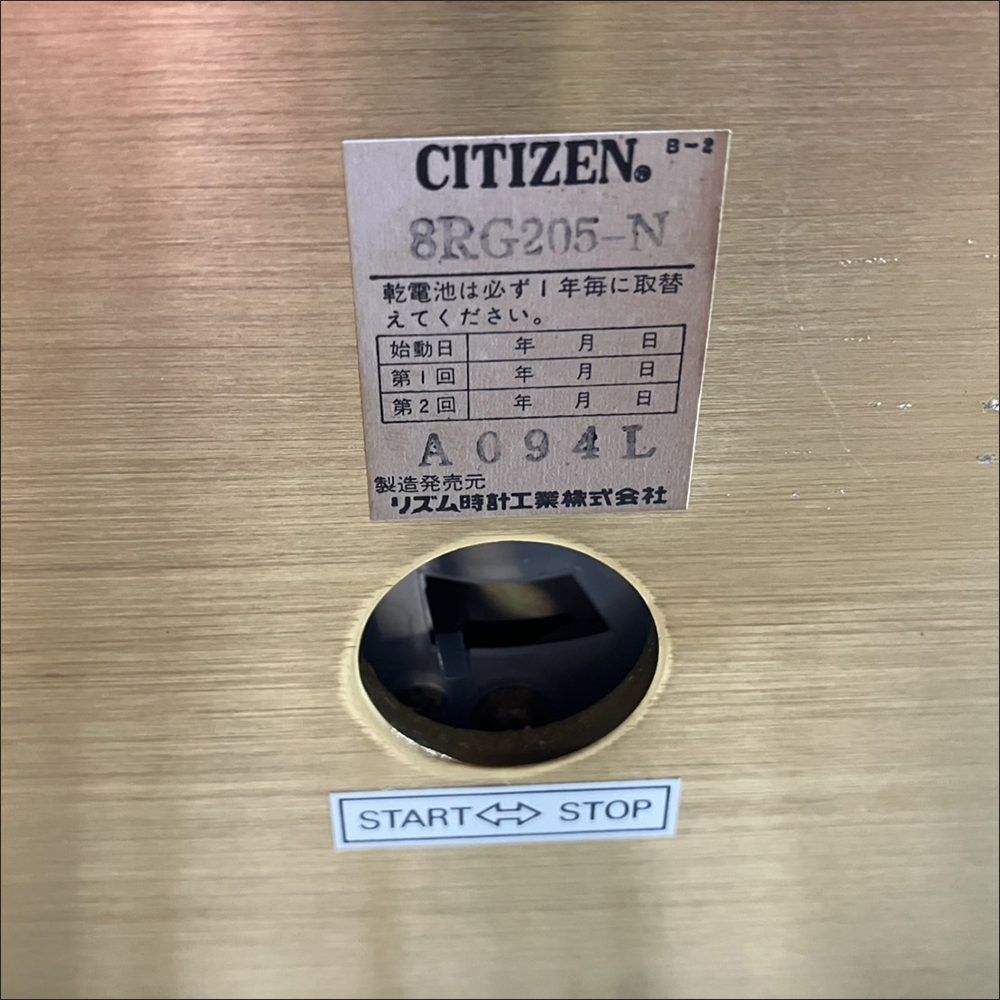 CITIZEN® B-2
8RG205-N
乾電池は必ず1年毎に取替
えてください。
始動日 年 月 日
第1回 年 月 日
第2回 年 月 日
A094L
製造発売元
リズム時計工業株式会社
START⇔STOP